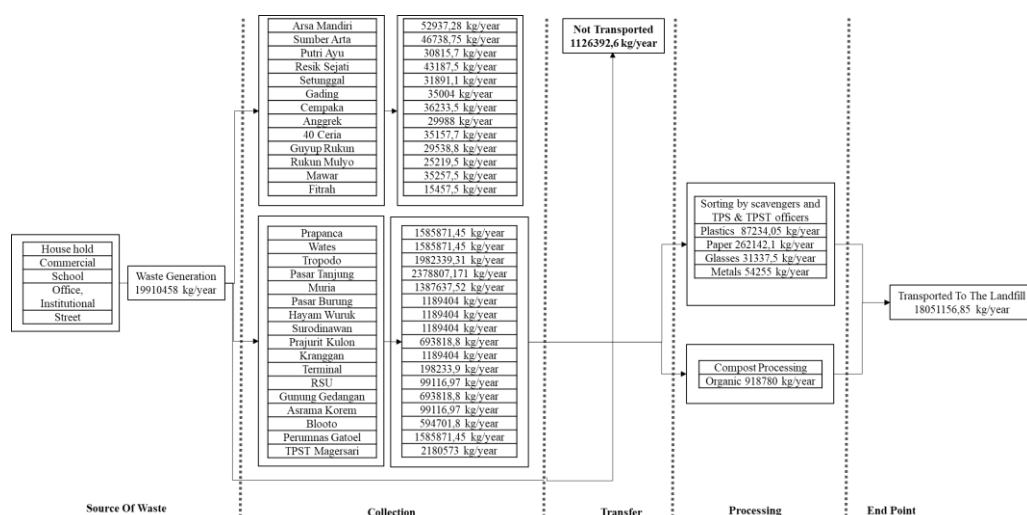 House hold
Commercial
School
Office,
Institutional
Street
Waste Generation
19910458 kg/year
Arsa Mandiri 52937,28 kg/year
Sumber Arta 46738,75 kg/year
Putri Ayu 30815,7 kg/year
Resik Sejati 43187,5 kg/year
Setunggal 31891,1 kg/year
Gading 35004 kg/year
Cempaka 36233,5 kg/year
Anggrek 29988 kg/year
40 Ceria 35157,7 kg/year
Guyup Rukun 29538,8 kg/year
Rukun Mulyo 25219,5 kg/year
Mawar 35257,5 kg/year
Fitrah 15457,5 kg/year
Prapanca 1585871,45 kg/year
Wates 1585871,45 kg/year
Tropodo 1982339,31 kg/year
Pasar Tanjung 2378807,171 kg/year
Muria 1387637,52 kg/year
Pasar Burung 1189404 kg/year
Hayam Wuruk 1189404 kg/year
Surodinawan 1189404 kg/year
Prajurit Kulon 693818,8 kg/year
Kranggan 1189404 kg/year
Terminal 198233,9 kg/year
RSU 99116,97 kg/year
Gunung Gedangan 693818,8 kg/year
Asrama Korem 99116,97 kg/year
Blooto 594701,8 kg/year
Perumnas Gatoel 1585871,45 kg/year
TPST Magersari 2180573 kg/year
Not Transported
1126392,6 kg/year
Sorting by scavengers and
TPS & TPST officers
Plastics 87234,05 kg/year
Paper 262142,1 kg/year
Glasses 31337,5 kg/year
Metals 54255 kg/year
Compost Processing
Organic 918780 kg/year
Transported To The Landfill
18051156,85 kg/year
Source Of Waste
Collection
Transfer
Processing
End Point